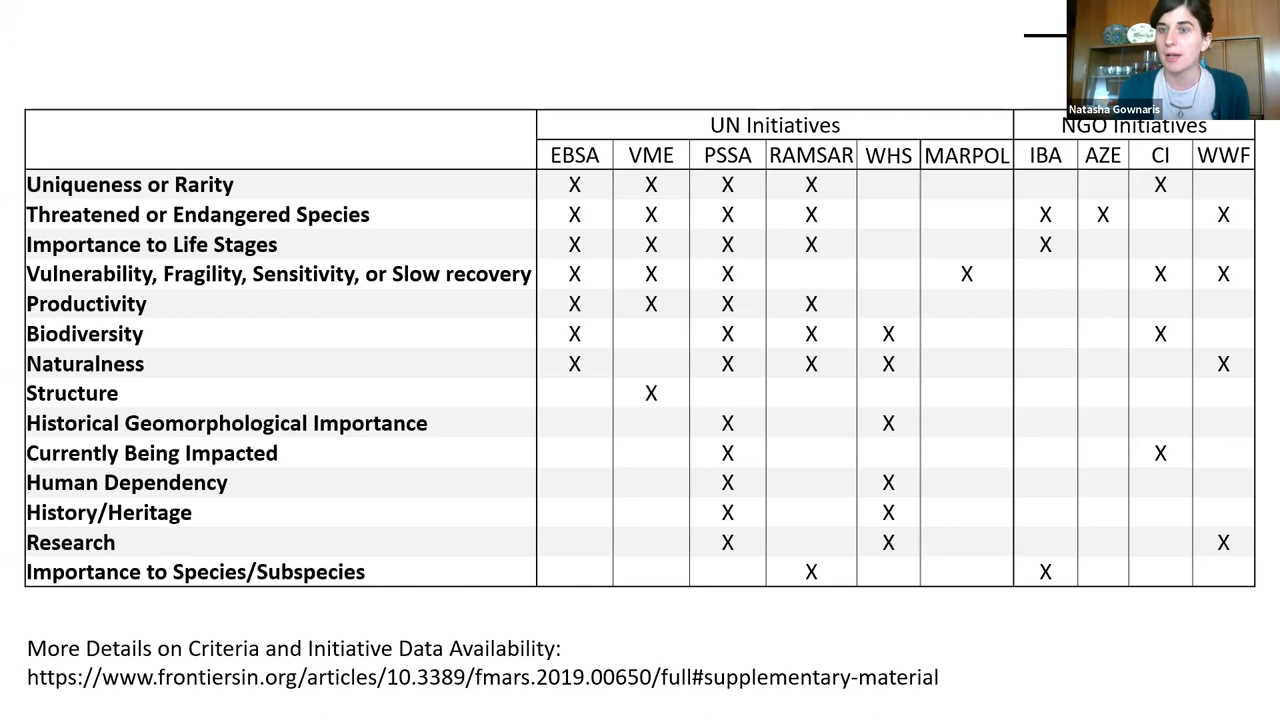 Natasha Gownaris
UN Initiatives NGO Initiatives
EBSA VME PSSA RAMSAR WHS MARPOL IBA AZE CI WWF
Uniqueness or Rarity X X X X X
Threatened or Endangered Species X X X X X X X
Importance to Life Stages X X X X X
Vulnerability, Fragility, Sensitivity, or Slow recovery X X X X X X
Productivity X X X X
Biodiversity X X X X X
Naturalness X X X X X
Structure X
Historical Geomorphological Importance X X
Currently Being Impacted X X
Human Dependency X X
History/Heritage X X
Research X X X
Importance to Species/Subspecies X X
More Details on Criteria and Initiative Data Availability:
https://www.frontiersin.org/articles/10.3389/fmars.2019.00650/full#supplementary-material